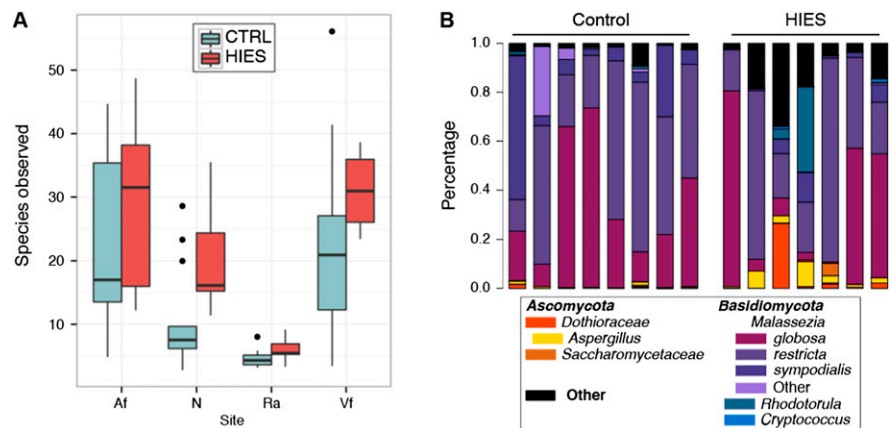 A
CTRL
HIES
Species observed
50
40
30
20
10
Af
N
Ra
Vf
Site
B
Control
HIES
Percentage
1.0
0.8
0.6
0.4
0.2
0.0
Ascomycota
Dothioraceae
Aspergillus
Saccharomycetaceae
Other
Basidiomycota
Malassezia
globosa
restricta
sympodialis
Other
Rhodotorula
Cryptococcus